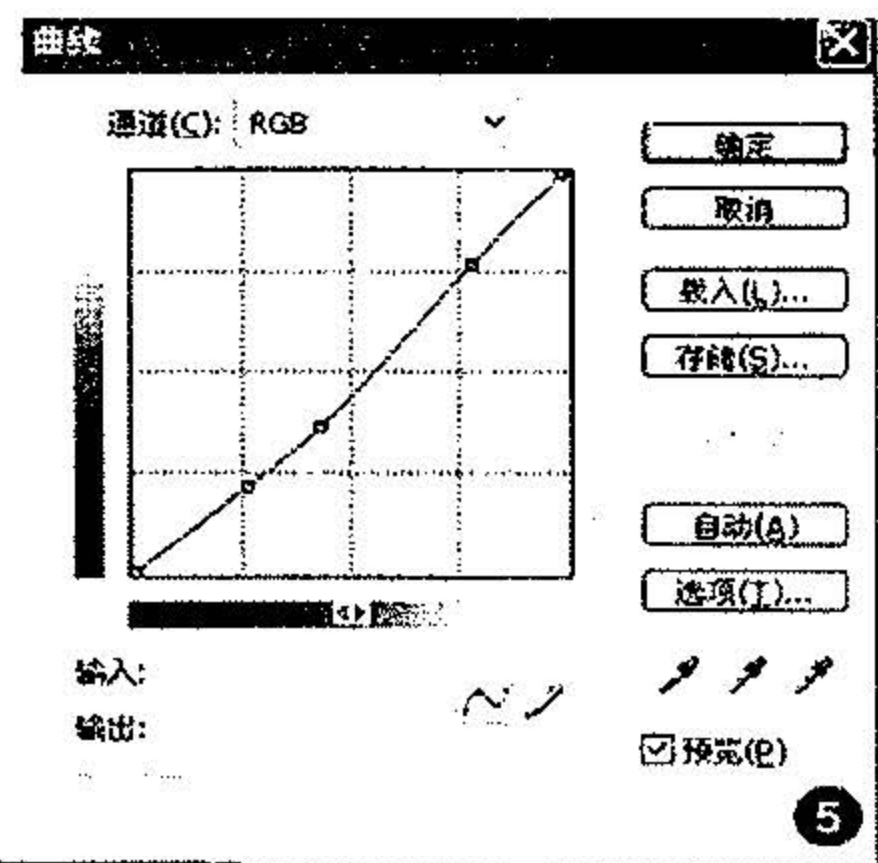 曲线
通道(C): RGB
确定
取消
载入(L)...
存储(S)...
自动(A)
选项(T)...
输入:
输出:
预览(P)
5